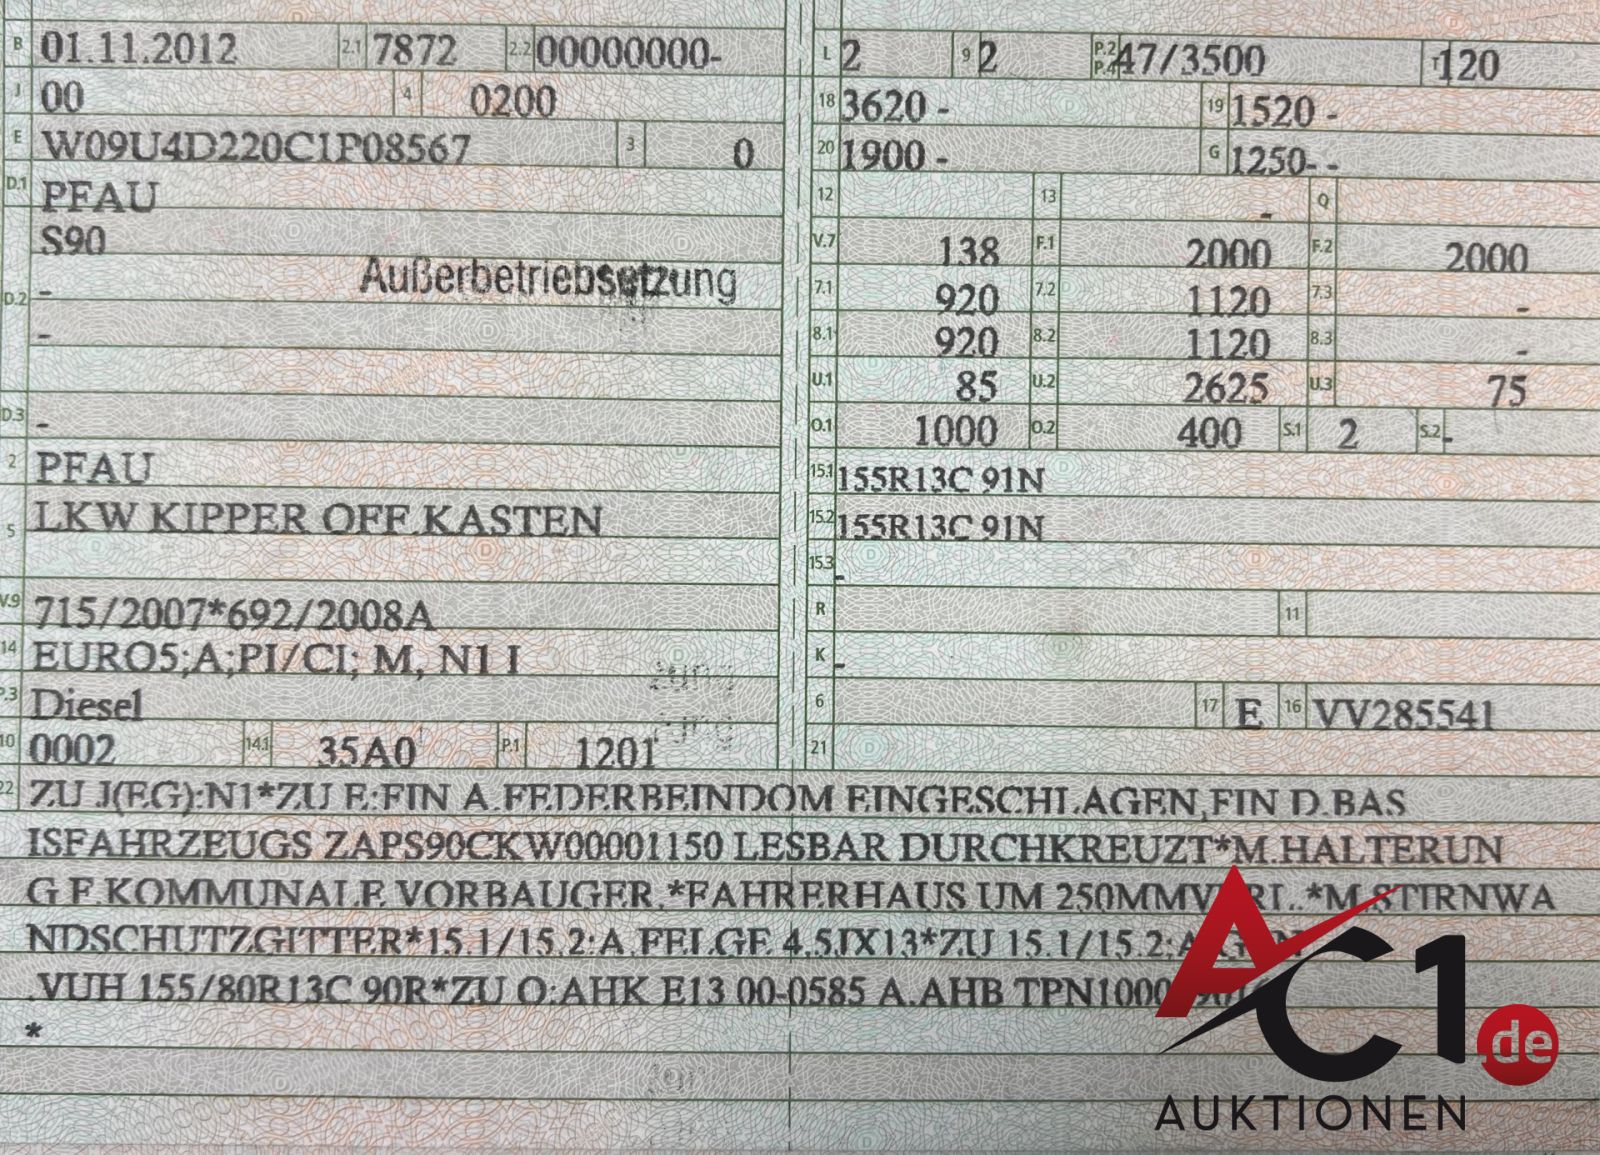 B 01.11.2012 2.1 7872 2.2 00000000-
J 00 4 0200
E W09U4D220C1P08567 3 0
D.1 PFAU
S90
Außerbetriebsetzung
D.2 -
-
D.3 -
2 PFAU
5 LKW KIPPER OFF.KASTEN
V.9 715/2007*692/2008A
14 EURO5;A;PI/CI; M, N1 I
P.3 Diesel
10 0002 14.1 35A0 P.1 1201
L 2 9 2 P.2 P.4 47/3500 T 120
18 3620 - 19 1520 -
20 1900 - G 1250- -
12 13 - Q
V.7 138 F.1 2000 F.2 2000
7.1 920 7.2 1120 7.3 -
8.1 920 8.2 1120 8.3 -
U.1 85 U.2 2625 U.3 75
O.1 1000 O.2 400 S.1 2 S.2 -
15.1 155R13C 91N
15.2 155R13C 91N
15.3 -
R 11
K -
6 17 E 16 VV285541
21
22 ZU J(EG):N1*ZU E:FIN A.FEDERBEINDOM EINGESCHLAGEN,FIN D.BAS
ISFAHRZEUGS ZAPS90CKW00001150 LESBAR DURCHKREUZT*M.HALTERUN
G F.KOMMUNALE VORBAUGER.*FAHRERHAUS UM 250MM *M.STIRNWA
NDSCHUTZGITTER*15.1/15.2:A.FELGE 4,5JX13*ZU 15.1/15.2:
.VUH 155/80R13C 90R*ZU O:AHK E13 00-0585 A.AHB TPN1000
*
AC1.de
AUKTIONEN